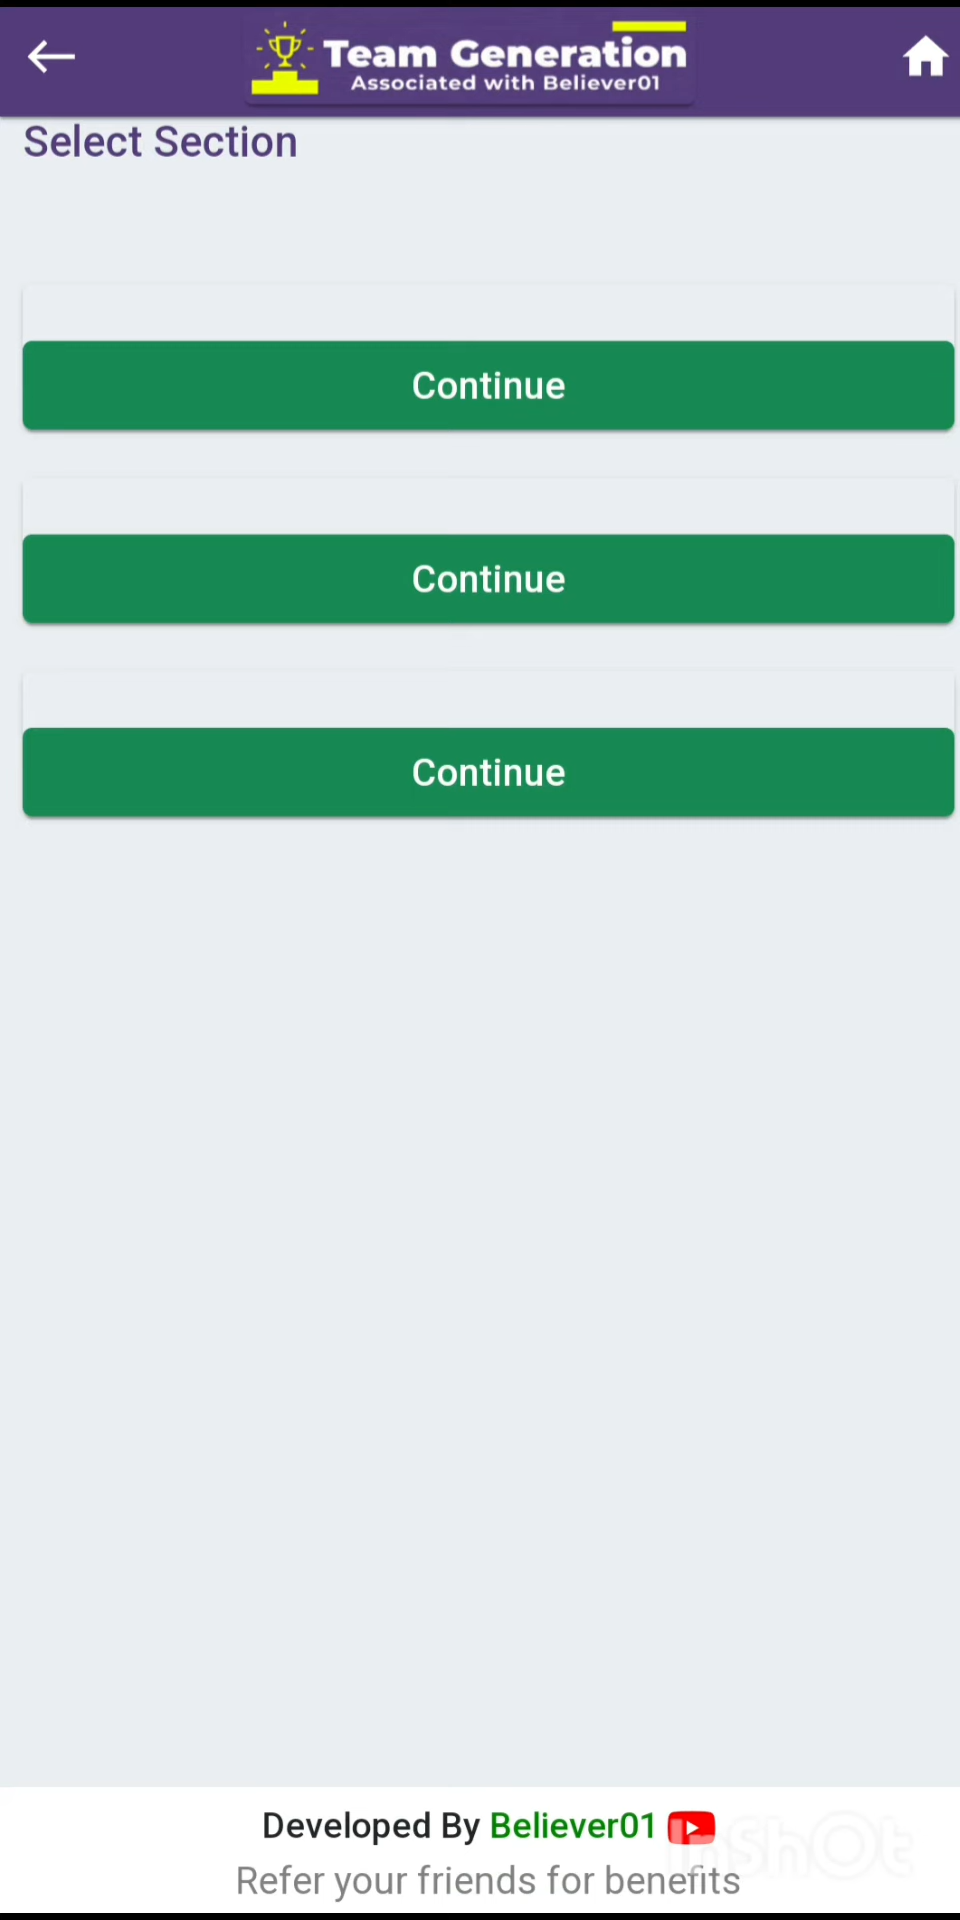 Team Generation
Associated with Believer01
Select Section
Continue
Continue
Continue
Developed By Believer01
InShOt
Refer your friends for benefits